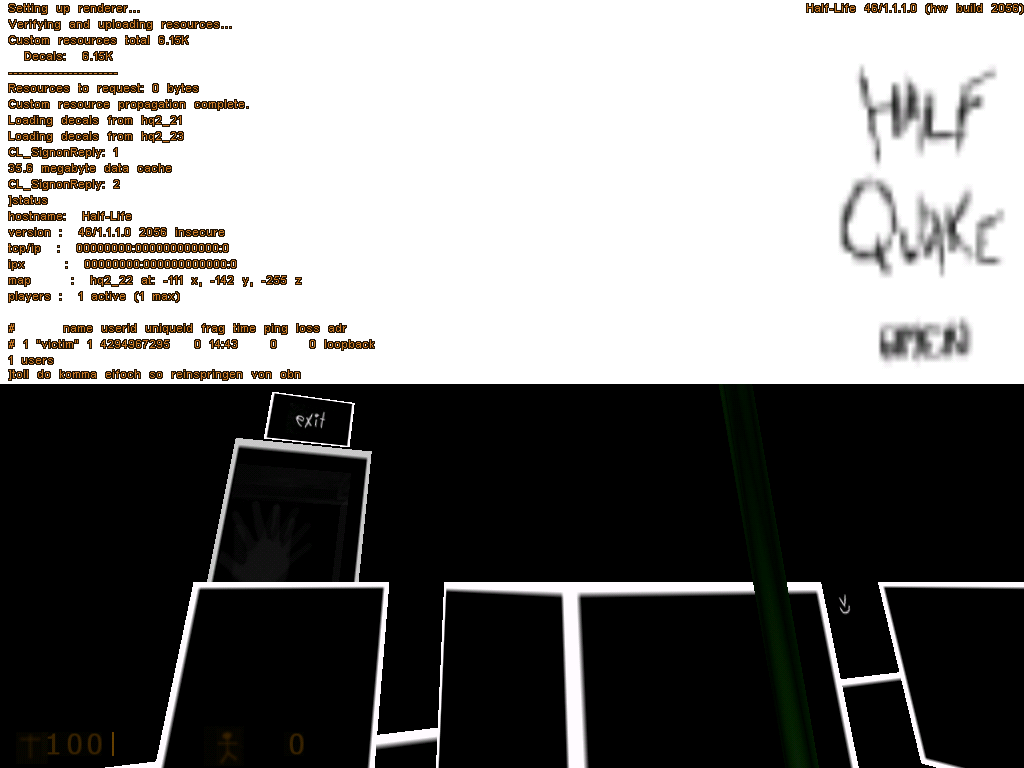 Setting up renderer...
Half-Life 48/1.1.1.0 (hw build 2056)
Verifying and uploading resources...
Custom resources total 6.15K
Decals: 6.15K
----------------------
Resources to request: 0 bytes
Custom resource propagation complete.
Loading decals from hq2_21
Loading decals from hq2_23
CL_SignonReply: 1
35.6 megabyte data cache
CL_SignonReply: 2
]status
hostname: Half-Life
version : 48/1.1.1.0 2056 insecure
tcp/ip : 00000000:000000000000:0
ipx : 00000000:000000000000:0
map : hq2_22 at: -111 x, -142 y, -255 z
players : 1 active (1 max)
# name userid uniqueid frag time ping loss adr
# 1 "victim" 1 4294967295 0 14:43 0 0 loopback
1 users
]toll do komma eifoch so reinspringen von obn
HALF
QUAKE
AMEN
exit
100 0